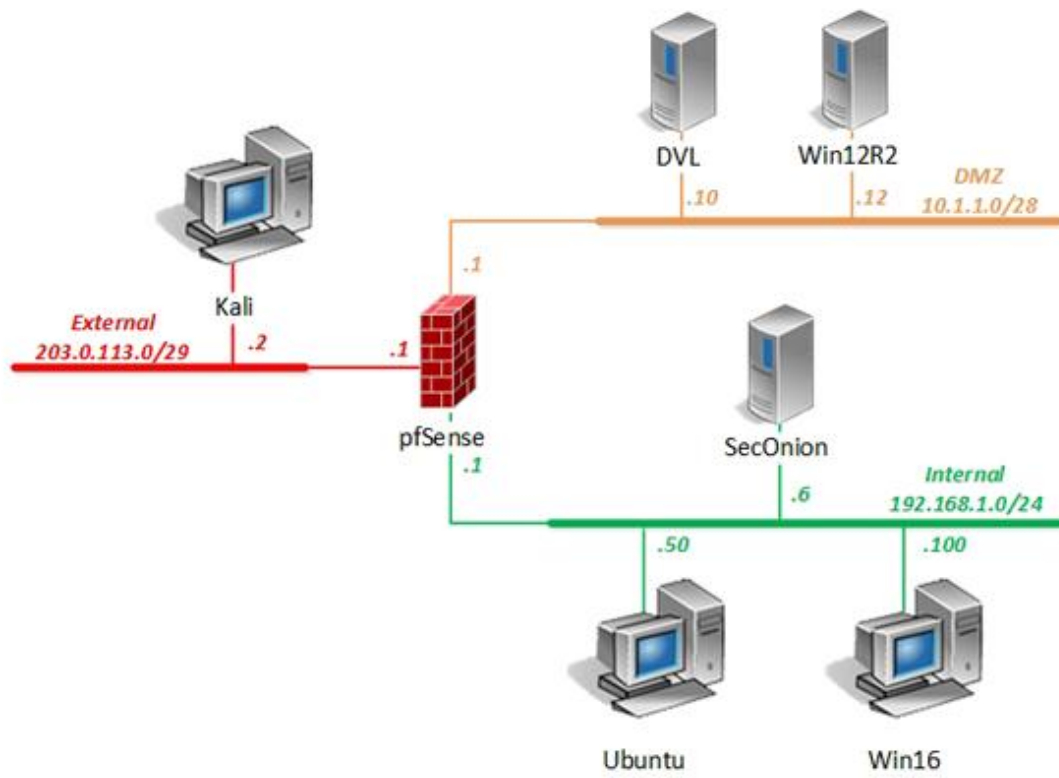 DVL
Win12R2
.10
.12
DMZ
10.1.1.0/28
Kali
.1
External
203.0.113.0/29
.2
.1
pfSense
.1
SecOnion
.6
Internal
192.168.1.0/24
.50
.100
Ubuntu
Win16